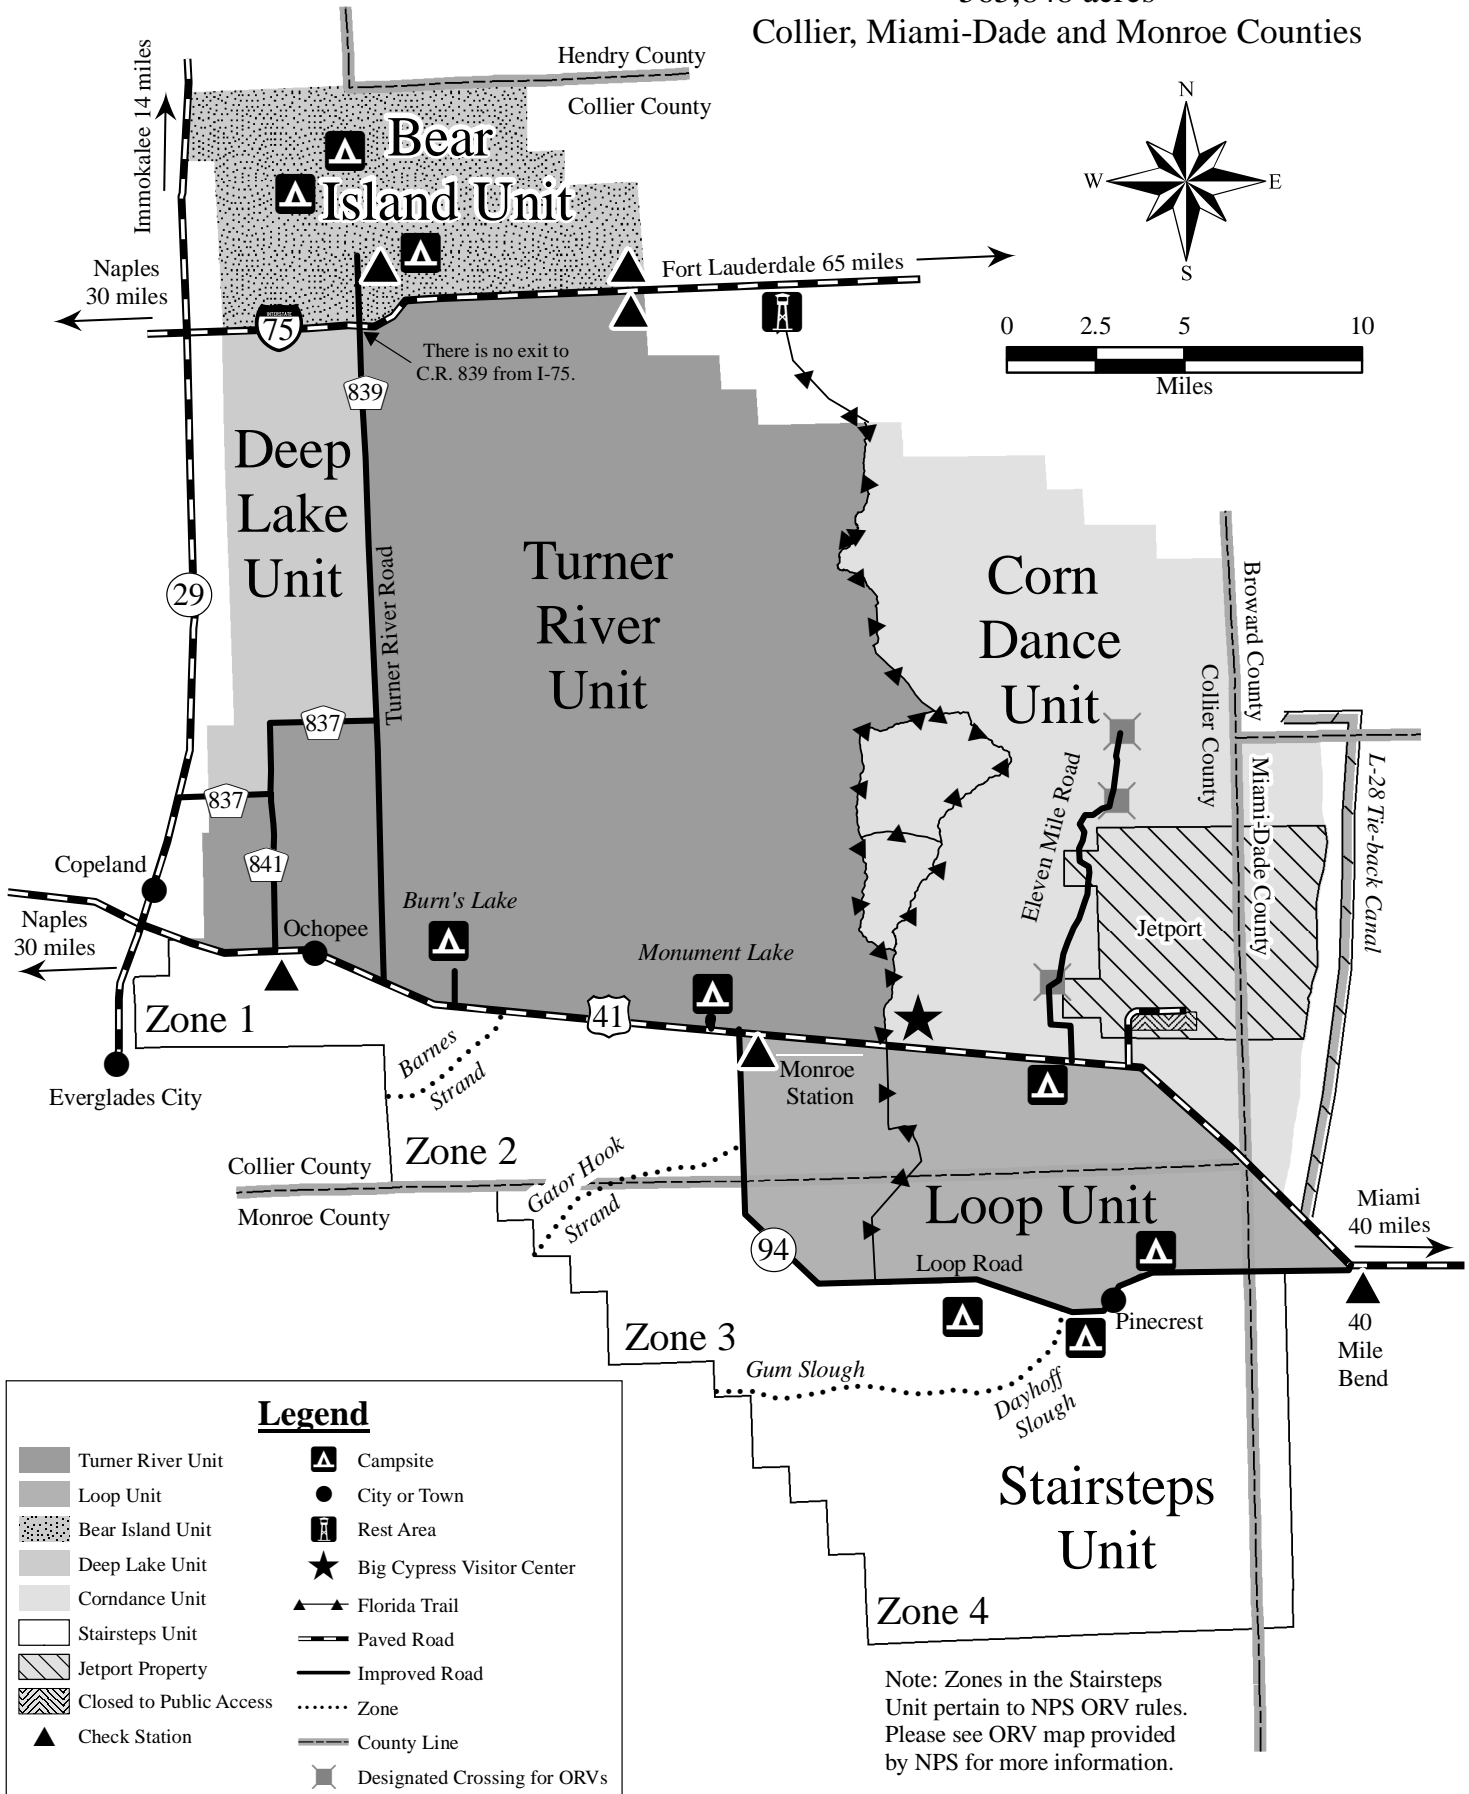 Collier, Miami-Dade and Monroe Counties
Hendry County
Collier County
Immokalee 14 miles
Bear
Island Unit
N
W
E
S
Naples
30 miles
Fort Lauderdale 65 miles
INTERSTATE
75
There is no exit to
C.R. 839 from I-75.
0
2.5
5
10
Miles
839
Deep
Lake
Unit
Turner River Road
Turner
River
Unit
Corn
Dance
Unit
29
Broward County
Collier County
Miami-Dade County
L-28 Tie-back Canal
837
837
841
Eleven Mile Road
Jetport
Copeland
Naples
30 miles
Ochopee
Burn's Lake
Monument Lake
Zone 1
41
Barnes
Strand
Monroe
Station
Everglades City
Zone 2
Collier County
Monroe County
Gator Hook
Strand
Loop Unit
94
Loop Road
Miami
40 miles
Pinecrest
40
Mile
Bend
Zone 3
Gum Slough
Dayhoff
Slough
Stairsteps
Unit
Zone 4
Legend
Turner River Unit
Loop Unit
Bear Island Unit
Deep Lake Unit
Corndance Unit
Stairsteps Unit
Jetport Property
Closed to Public Access
Check Station
Campsite
City or Town
Rest Area
Big Cypress Visitor Center
Florida Trail
Paved Road
Improved Road
Zone
County Line
Designated Crossing for ORVs
Note: Zones in the Stairsteps
Unit pertain to NPS ORV rules.
Please see ORV map provided
by NPS for more information.